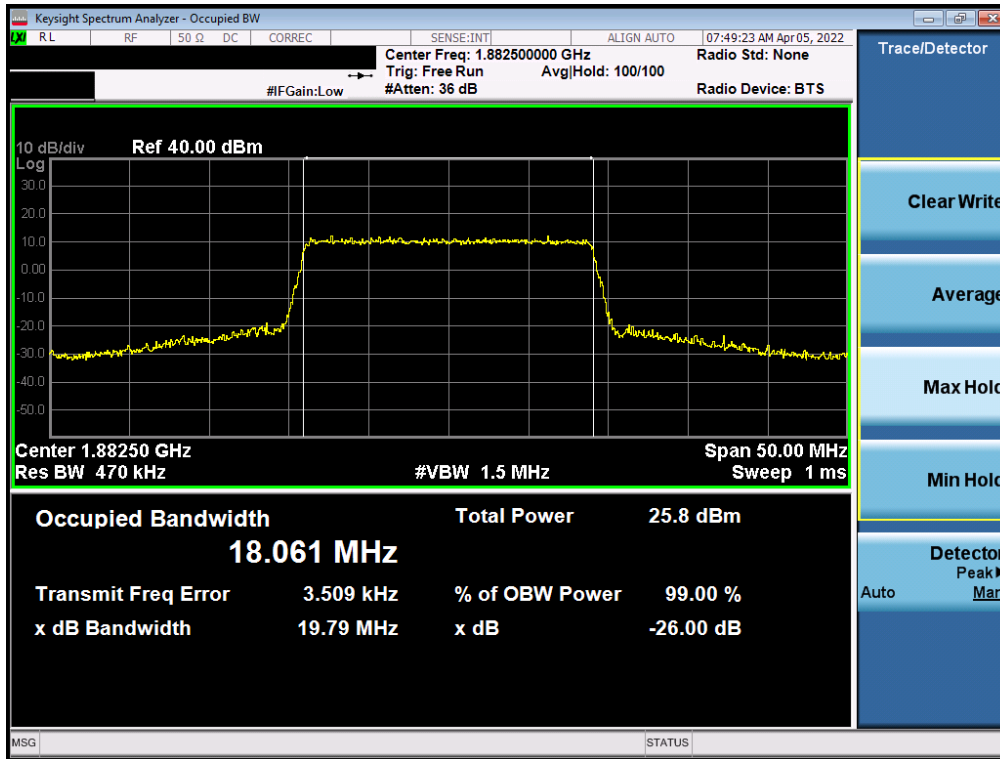 Keysight Spectrum Analyzer - Occupied BW
LXI RL RF 50 Ω DC CORREC SENSE:INT ALIGN AUTO 07:49:23 AM Apr 05, 2022
Center Freq: 1.882500000 GHz Radio Std: None
Trig: Free Run Avg|Hold: 100/100
#IFGain:Low #Atten: 36 dB Radio Device: BTS
10 dB/div Ref 40.00 dBm
Log
30.0
20.0
10.0
0.00
-10.0
-20.0
-30.0
-40.0
-50.0
Center 1.88250 GHz Span 50.00 MHz
Res BW 470 kHz #VBW 1.5 MHz Sweep 1 ms
Occupied Bandwidth Total Power 25.8 dBm
18.061 MHz
Transmit Freq Error 3.509 kHz % of OBW Power 99.00 %
x dB Bandwidth 19.79 MHz x dB -26.00 dB
MSG STATUS
Trace/Detector
Clear Write
Average
Max Hold
Min Hold
Detector
Peak
Auto Man